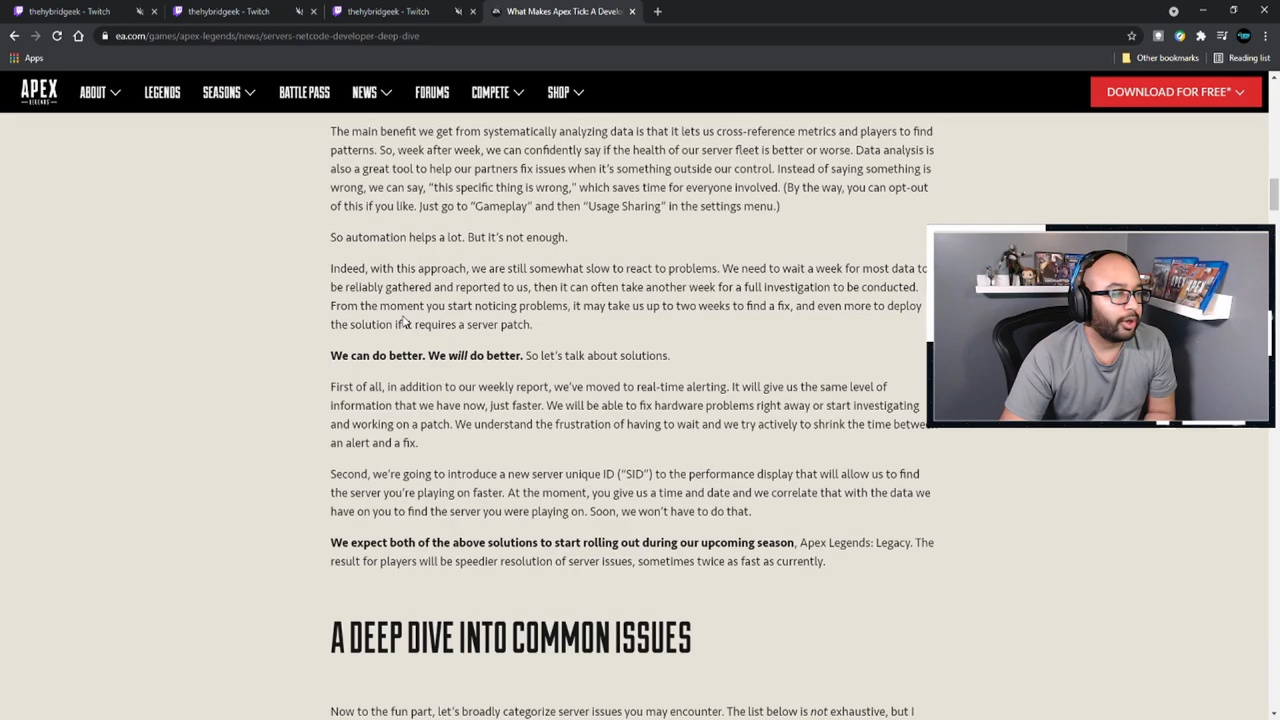 thehybridgeek - Twitch
thehybridgeek - Twitch
thehybridgeek - Twitch
What Makes Apex Tick: A Develo
ea.com/games/apex-legends/news/servers-netcode-developer-deep-dive
Apps
Other bookmarks
Reading list
APEX
LEGENDS
ABOUT
LEGENDS
SEASONS
BATTLE PASS
NEWS
FORUMS
COMPETE
SHOP
DOWNLOAD FOR FREE*
The main benefit we get from systematically analyzing data is that it lets us cross-reference metrics and players to find
patterns. So, week after week, we can confidently say if the health of our server fleet is better or worse. Data analysis is
also a great tool to help our partners fix issues when it's something outside our control. Instead of saying something is
wrong, we can say, "this specific thing is wrong," which saves time for everyone involved. (By the way, you can opt-out
of this if you like. Just go to "Gameplay" and then "Usage Sharing" in the settings menu.)
So automation helps a lot. But it's not enough.
Indeed, with this approach, we are still somewhat slow to react to problems. We need to wait a week for most data to
be reliably gathered and reported to us, then it can often take another week for a full investigation to be conducted.
From the moment you start noticing problems, it may take us up to two weeks to find a fix, and even more to deploy
the solution if it requires a server patch.
We can do better. We will do better. So let's talk about solutions.
First of all, in addition to our weekly report, we've moved to real-time alerting. It will give us the same level of
information that we have now, just faster. We will be able to fix hardware problems right away or start investigating
and working on a patch. We understand the frustration of having to wait and we try actively to shrink the time between
an alert and a fix.
Second, we're going to introduce a new server unique ID ("SID") to the performance display that will allow us to find
the server you're playing on faster. At the moment, you give us a time and date and we correlate that with the data we
have on you to find the server you were playing on. Soon, we won't have to do that.
We expect both of the above solutions to start rolling out during our upcoming season, Apex Legends: Legacy. The
result for players will be speedier resolution of server issues, sometimes twice as fast as currently.
A DEEP DIVE INTO COMMON ISSUES
Now to the fun part, let's broadly categorize server issues you may encounter. The list below is not exhaustive, but I